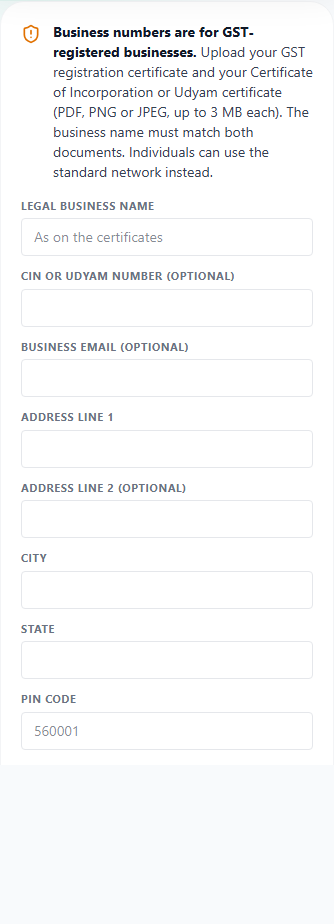 Business numbers are for GST-
registered businesses. Upload your GST
registration certificate and your Certificate
of Incorporation or Udyam certificate
(PDF, PNG or JPEG, up to 3 MB each). The
business name must match both
documents. Individuals can use the
standard network instead.
LEGAL BUSINESS NAME
As on the certificates
CIN OR UDYAM NUMBER (OPTIONAL)
BUSINESS EMAIL (OPTIONAL)
ADDRESS LINE 1
ADDRESS LINE 2 (OPTIONAL)
CITY
STATE
PIN CODE
560001